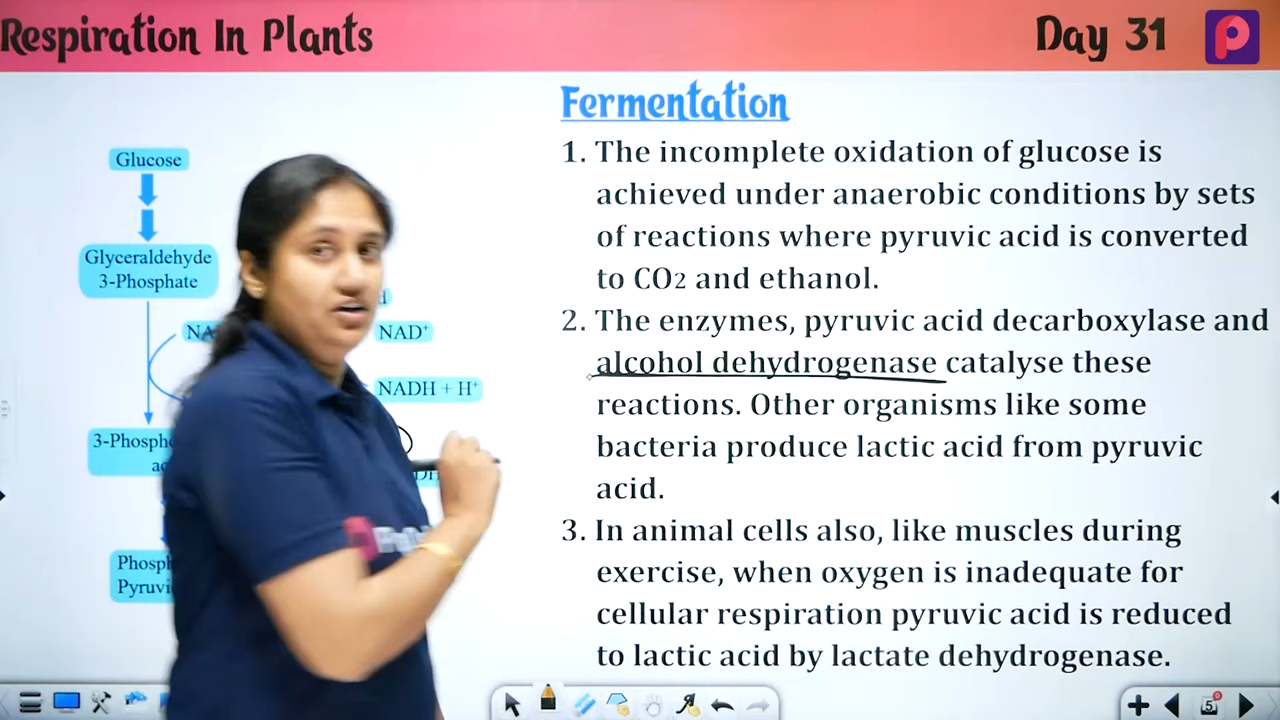 Respiration In Plants
Day 31
Fermentation
1. The incomplete oxidation of glucose is
achieved under anaerobic conditions by sets
of reactions where pyruvic acid is converted
to CO2 and ethanol.
2. The enzymes, pyruvic acid decarboxylase and
alcohol dehydrogenase catalyse these
reactions. Other organisms like some
bacteria produce lactic acid from pyruvic
acid.
3. In animal cells also, like muscles during
exercise, when oxygen is inadequate for
cellular respiration pyruvic acid is reduced
to lactic acid by lactate dehydrogenase.
Glucose
Glyceraldehyde
3-Phosphate
NAD⁺
NADH + H⁺
5